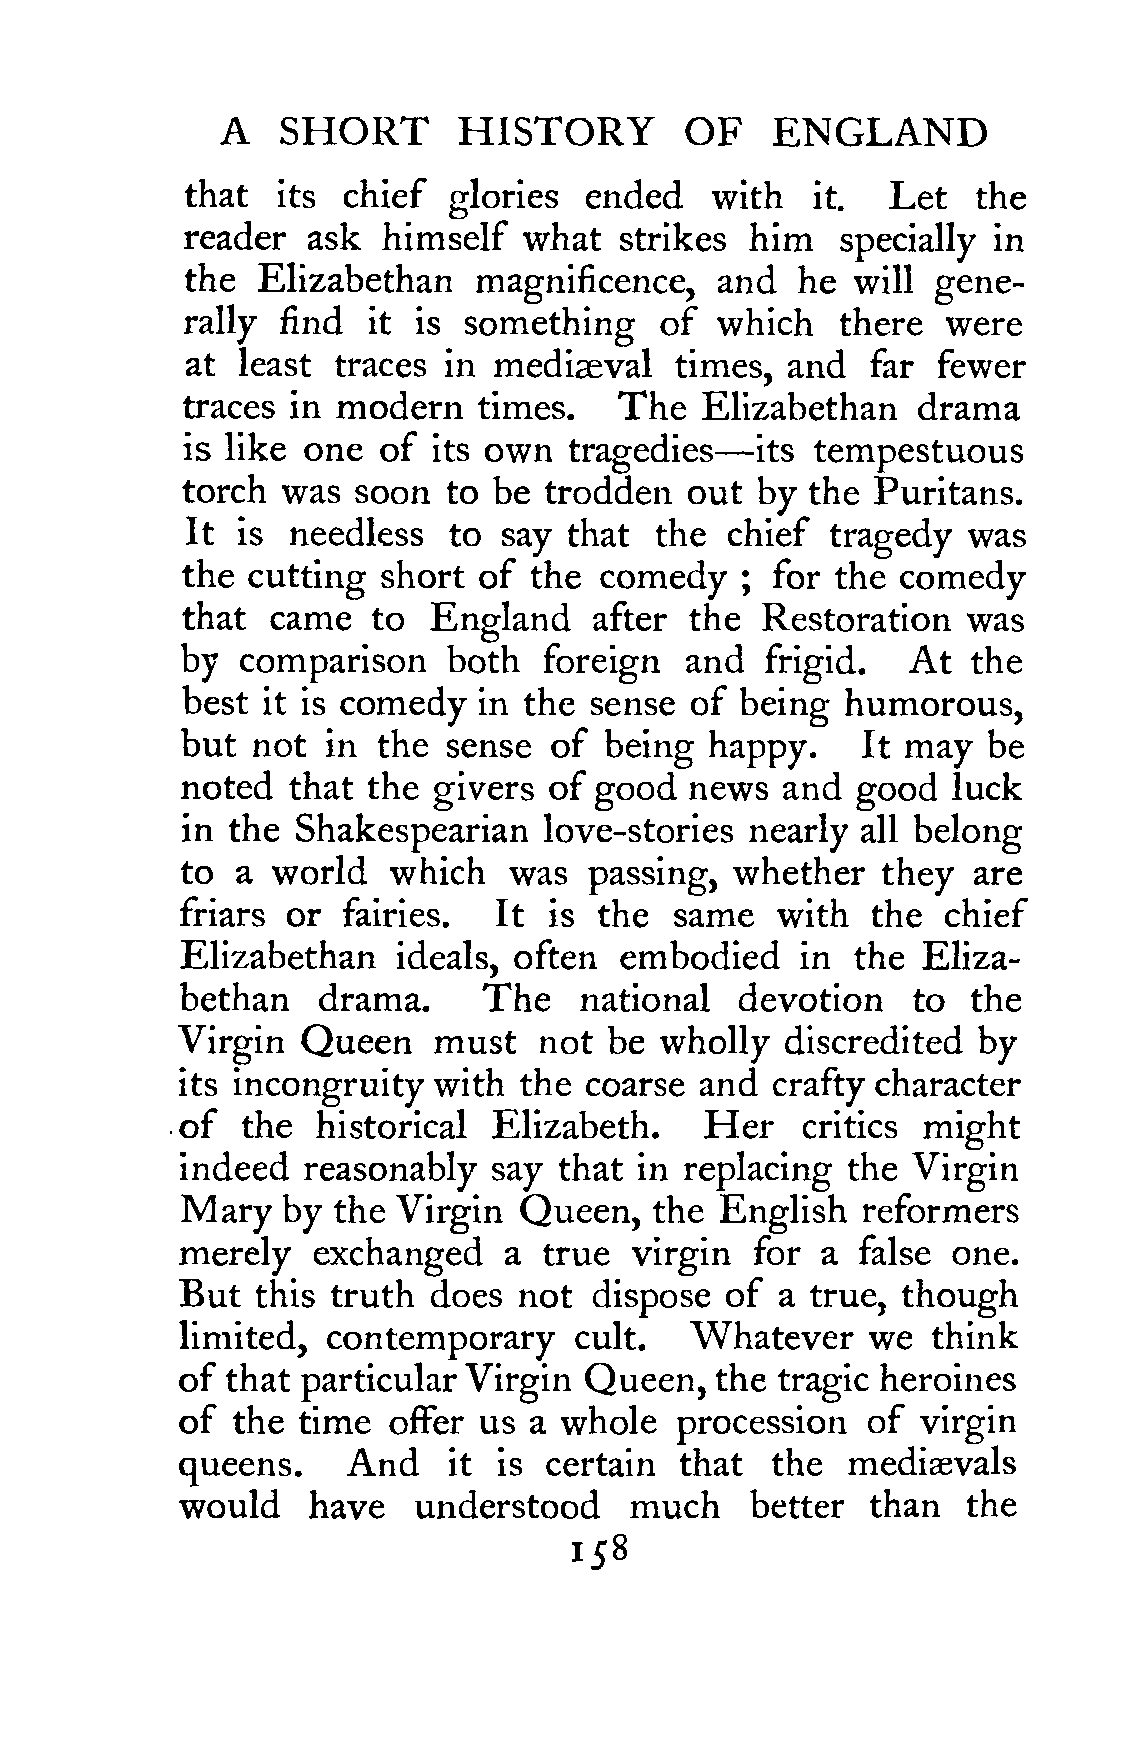 A SHORT HISTORY OF ENGLAND
that its chief glories ended with it. Let the
reader ask himself what strikes him specially in
the Elizabethan magnificence, and he will gene-
rally find it is something of which there were
at least traces in mediæval times, and far fewer
traces in modern times. The Elizabethan drama
is like one of its own tragedies—its tempestuous
torch was soon to be trodden out by the Puritans.
It is needless to say that the chief tragedy was
the cutting short of the comedy ; for the comedy
that came to England after the Restoration was
by comparison both foreign and frigid. At the
best it is comedy in the sense of being humorous,
but not in the sense of being happy. It may be
noted that the givers of good news and good luck
in the Shakespearian love-stories nearly all belong
to a world which was passing, whether they are
friars or fairies. It is the same with the chief
Elizabethan ideals, often embodied in the Eliza-
bethan drama. The national devotion to the
Virgin Queen must not be wholly discredited by
its incongruity with the coarse and crafty character
of the historical Elizabeth. Her critics might
indeed reasonably say that in replacing the Virgin
Mary by the Virgin Queen, the English reformers
merely exchanged a true virgin for a false one.
But this truth does not dispose of a true, though
limited, contemporary cult. Whatever we think
of that particular Virgin Queen, the tragic heroines
of the time offer us a whole procession of virgin
queens. And it is certain that the mediævals
would have understood much better than the
158